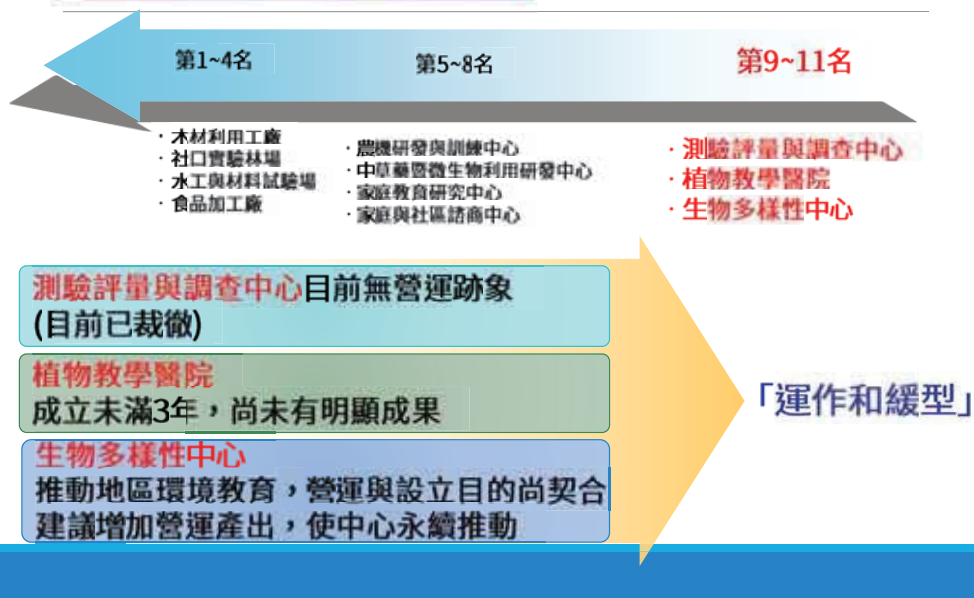 第1~4名
第5~8名
第9~11名
· 木材利用工廠
· 社口實驗林場
· 水工與材料試驗場
· 食品加工廠
· 農機研發與訓練中心
· 中草藥暨微生物利用研發中心
· 家庭教育研究中心
· 家庭與社區諮商中心
· 測驗評量與調查中心
· 植物教學醫院
· 生物多樣性中心
測驗評量與調查中心目前無營運跡象
(目前已裁徹)
植物教學醫院
成立未滿3年，尚未有明顯成果
生物多樣性中心
推動地區環境教育，營運與設立目的尚契合
建議增加營運產出，使中心永續推動
「運作和緩型」